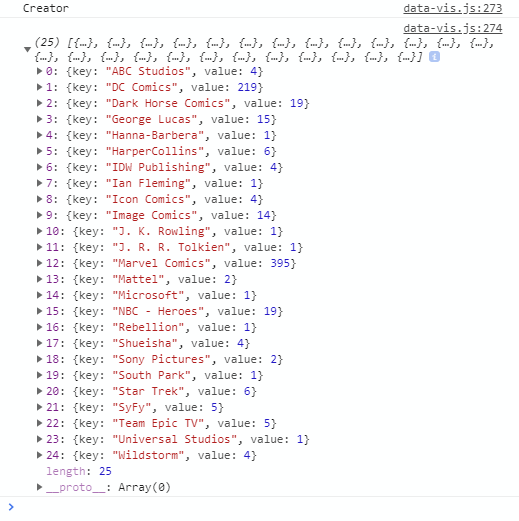 Creator data-vis.js:273
data-vis.js:274
(25) [{…}, {…}, {…}, {…}, {…}, {…}, {…}, {…}, {…}, {…}, {…}, {…}, {…},
{…}, {…}, {…}, {…}, {…}, {…}, {…}, {…}, {…}, {…}, {…}, {…}] i
0: {key: "ABC Studios", value: 4}
1: {key: "DC Comics", value: 219}
2: {key: "Dark Horse Comics", value: 19}
3: {key: "George Lucas", value: 15}
4: {key: "Hanna-Barbera", value: 1}
5: {key: "HarperCollins", value: 6}
6: {key: "IDW Publishing", value: 4}
7: {key: "Ian Fleming", value: 1}
8: {key: "Icon Comics", value: 4}
9: {key: "Image Comics", value: 14}
10: {key: "J. K. Rowling", value: 1}
11: {key: "J. R. R. Tolkien", value: 1}
12: {key: "Marvel Comics", value: 395}
13: {key: "Mattel", value: 2}
14: {key: "Microsoft", value: 1}
15: {key: "NBC - Heroes", value: 19}
16: {key: "Rebellion", value: 1}
17: {key: "Shueisha", value: 4}
18: {key: "Sony Pictures", value: 2}
19: {key: "South Park", value: 1}
20: {key: "Star Trek", value: 6}
21: {key: "SyFy", value: 5}
22: {key: "Team Epic TV", value: 5}
23: {key: "Universal Studios", value: 1}
24: {key: "Wildstorm", value: 4}
length: 25
__proto__: Array(0)